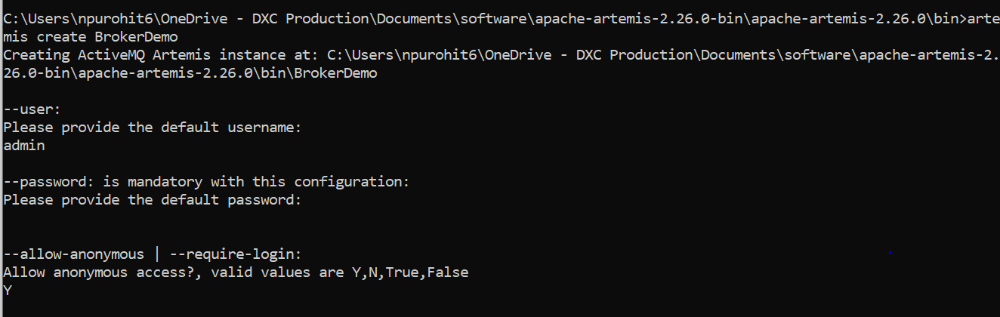 C:\Users\npurohit6\OneDrive - DXC Production\Documents\software\apache-artemis-2.26.0-bin\apache-artemis-2.26.0\bin>arte
mis create BrokerDemo
Creating ActiveMQ Artemis instance at: C:\Users\npurohit6\OneDrive - DXC Production\Documents\software\apache-artemis-2.
26.0-bin\apache-artemis-2.26.0\bin\BrokerDemo
--user:
Please provide the default username:
admin
--password: is mandatory with this configuration:
Please provide the default password:
--allow-anonymous | --require-login:
Allow anonymous access?, valid values are Y,N,True,False
Y